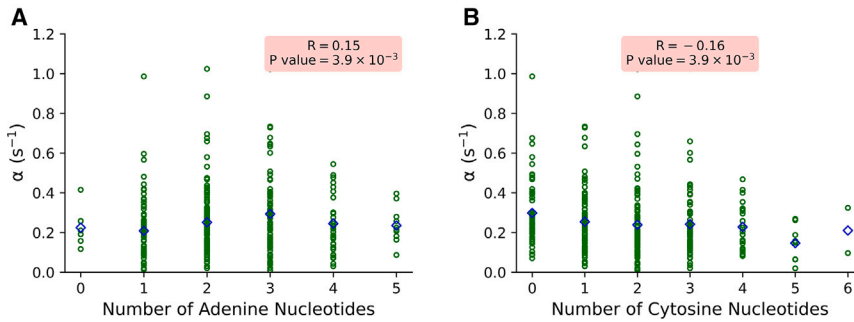 A
R = 0.15
P value = 3.9 × 10⁻³
1.2
1.0
0.8
0.6
0.4
0.2
0.0
α (s⁻¹)
0 1 2 3 4 5
Number of Adenine Nucleotides
B
R = −0.16
P value = 3.9 × 10⁻³
1.2
1.0
0.8
0.6
0.4
0.2
0.0
α (s⁻¹)
0 1 2 3 4 5 6
Number of Cytosine Nucleotides